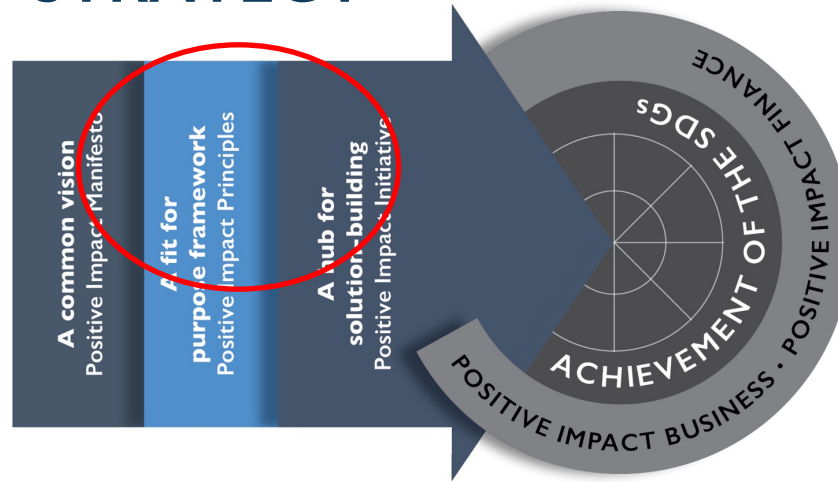 STRATEGY
A common vision
Positive Impact Manifesto
A fit for
purpose framework
Positive Impact Principles
A hub for
solution-building
Positive Impact Initiative
ACHIEVEMENT OF THE SDGs
POSITIVE IMPACT BUSINESS • POSITIVE IMPACT FINANCE